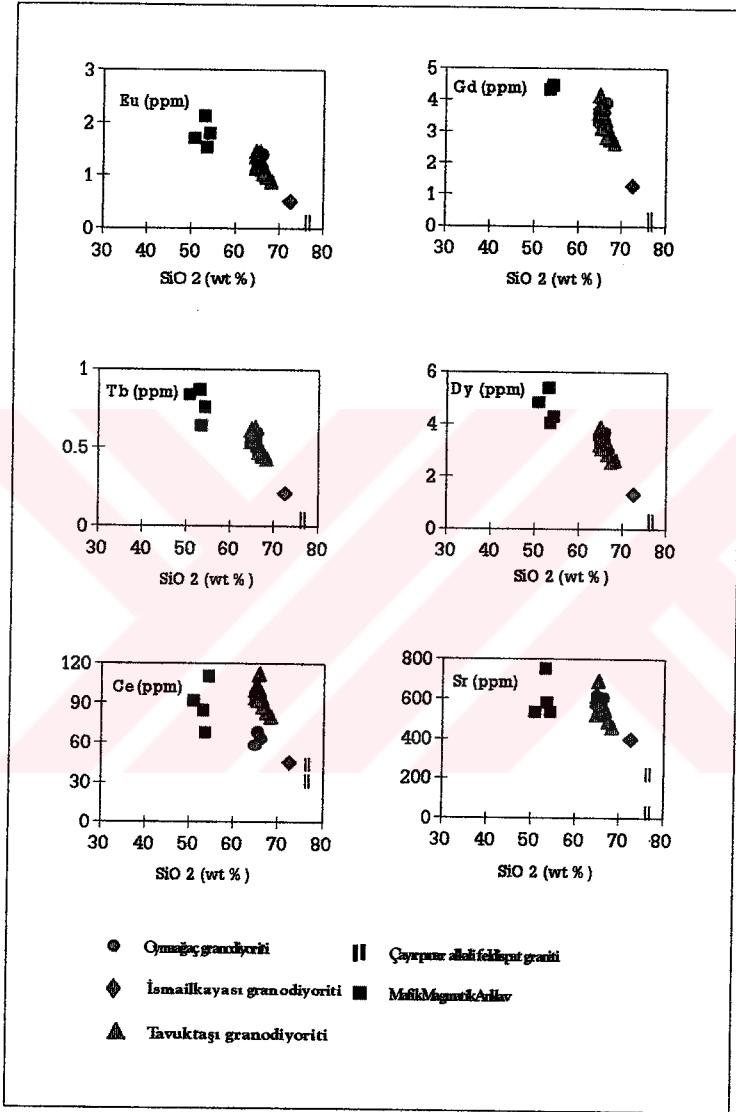 3
2
1
0
Eu (ppm)
30 40 50 60 70 80
SiO 2 (wt %)
5
4
3
2
1
0
Gd (ppm)
30 40 50 60 70 80
SiO 2 (wt %)
1
0.5
0
Tb (ppm)
30 40 50 60 70 80
SiO 2 (wt %)
6
4
2
0
Dy (ppm)
30 40 50 60 70 80
SiO 2 (wt %)
120
90
60
30
0
Ce (ppm)
30 40 50 60 70 80
SiO 2 (wt %)
800
600
400
200
0
Sr (ppm)
30 40 50 60 70 80
SiO 2 (wt %)
granodiyoriti
alkali feldispat graniti
İsmailkayası granodiyoriti
Mafik Magmatik Anklav
Tavuktaşı granodiyoriti